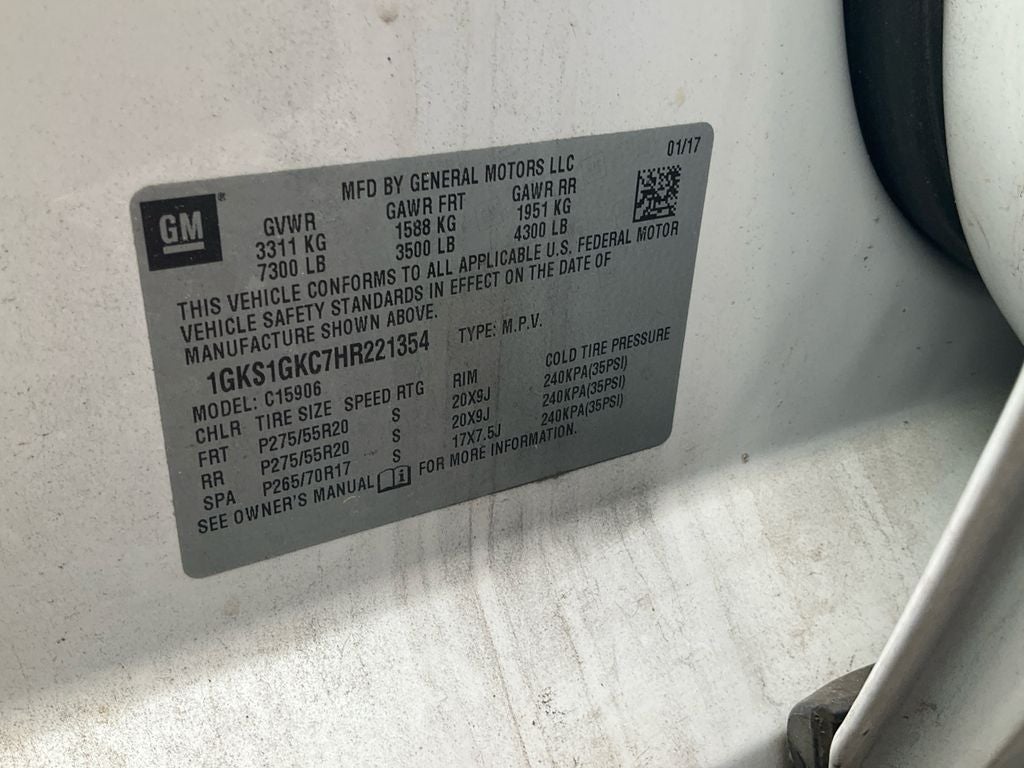 01/17
MFD BY GENERAL MOTORS LLC
GM®
GVWR GAWR FRT GAWR RR
3311 KG 1588 KG 1951 KG
7300 LB 3500 LB 4300 LB
THIS VEHICLE CONFORMS TO ALL APPLICABLE U.S. FEDERAL MOTOR
VEHICLE SAFETY STANDARDS IN EFFECT ON THE DATE OF
MANUFACTURE SHOWN ABOVE.
1GKS1GKC7HR221354 TYPE: M.P.V.
MODEL: C15906
CHLR TIRE SIZE SPEED RTG RIM COLD TIRE PRESSURE
FRT P275/55R20 S 20X9J 240KPA(35PSI)
RR P275/55R20 S 20X9J 240KPA(35PSI)
SPA P265/70R17 S 17X7.5J 240KPA(35PSI)
SEE OWNER'S MANUAL i FOR MORE INFORMATION.